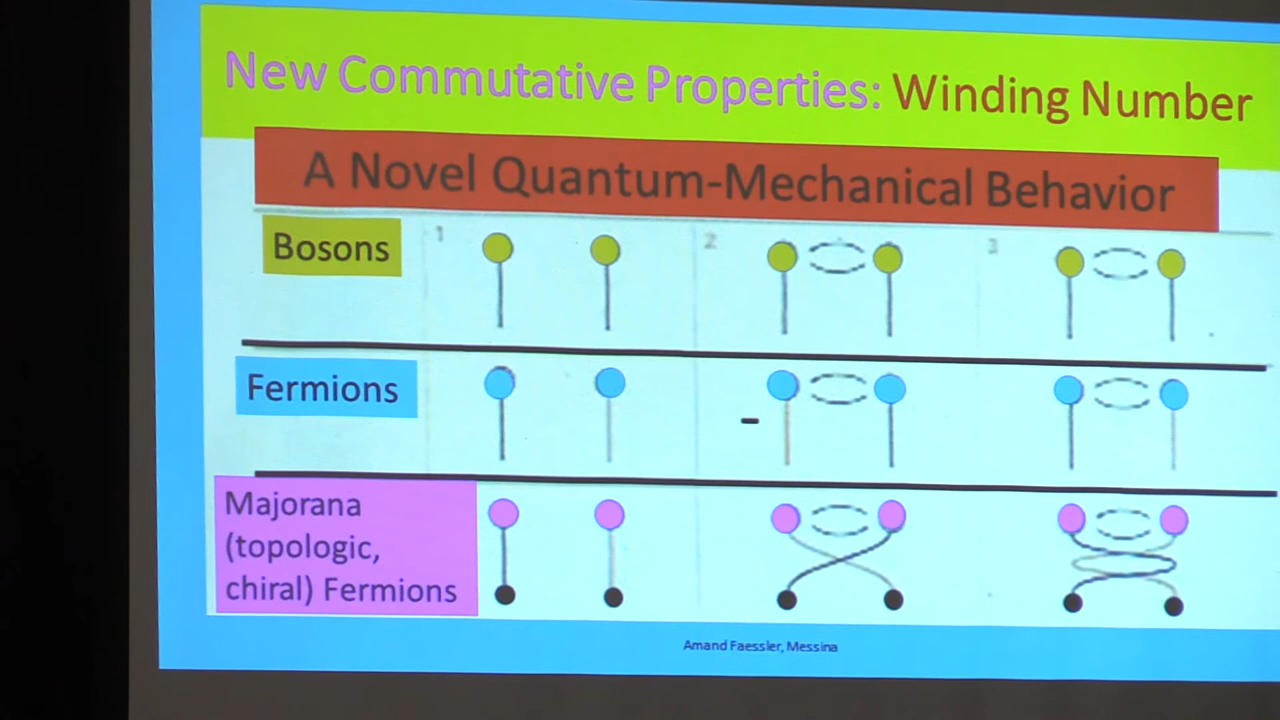 New Commutative Properties: Winding Number
A Novel Quantum-Mechanical Behavior
Bosons
1
2
3
Fermions
-
Majorana
(topologic,
chiral) Fermions
Amand Faessler, Messina